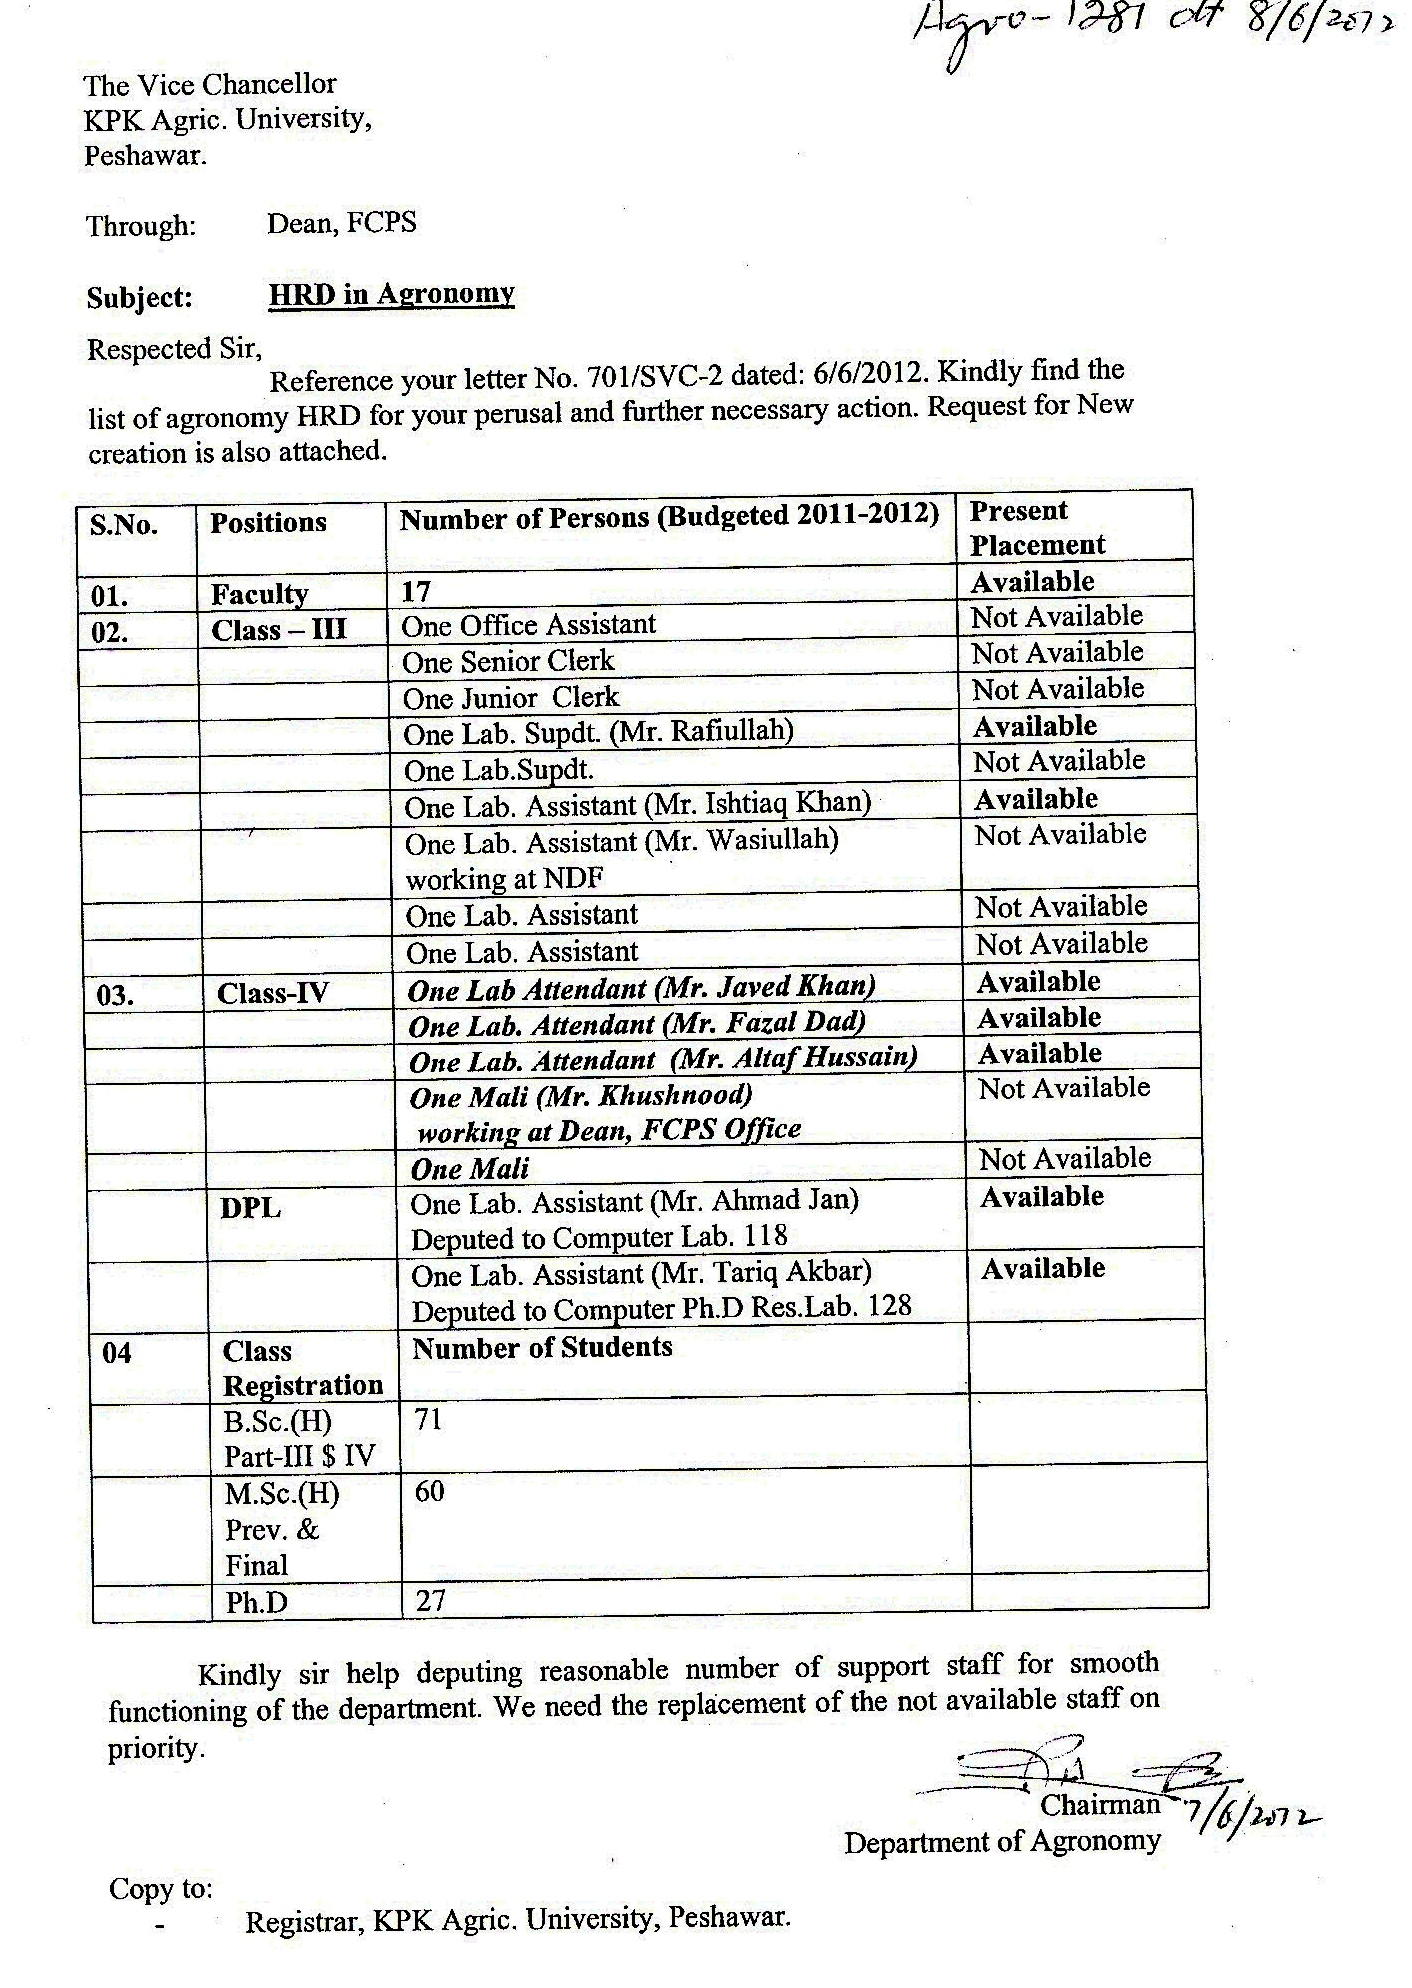 Agro-1281 dt 8/6/2012
The Vice Chancellor
KPK Agric. University,
Peshawar.
Through: Dean, FCPS
Subject: HRD in Agronomy
Respected Sir,
Reference your letter No. 701/SVC-2 dated: 6/6/2012. Kindly find the
list of agronomy HRD for your perusal and further necessary action. Request for New
creation is also attached.
S.No. Positions Number of Persons (Budgeted 2011-2012) Present
Placement
01. Faculty 17 Available
02. Class – III One Office Assistant Not Available
One Senior Clerk Not Available
One Junior Clerk Not Available
One Lab. Supdt. (Mr. Rafiullah) Available
One Lab.Supdt. Not Available
One Lab. Assistant (Mr. Ishtiaq Khan) Available
One Lab. Assistant (Mr. Wasiullah) Not Available
working at NDF
One Lab. Assistant Not Available
One Lab. Assistant Not Available
03. Class-IV One Lab Attendant (Mr. Javed Khan) Available
One Lab. Attendant (Mr. Fazal Dad) Available
One Lab. Attendant (Mr. Altaf Hussain) Available
One Mali (Mr. Khushnood) Not Available
working at Dean, FCPS Office
One Mali Not Available
DPL One Lab. Assistant (Mr. Ahmad Jan) Available
Deputed to Computer Lab. 118
One Lab. Assistant (Mr. Tariq Akbar) Available
Deputed to Computer Ph.D Res.Lab. 128
04 Class Number of Students
Registration
B.Sc.(H) 71
Part-III $ IV
M.Sc.(H) 60
Prev. &
Final
Ph.D 27
Kindly sir help deputing reasonable number of support staff for smooth
functioning of the department. We need the replacement of the not available staff on
priority.
Chairman 7/6/2012
Department of Agronomy
Copy to:
- Registrar, KPK Agric. University, Peshawar.